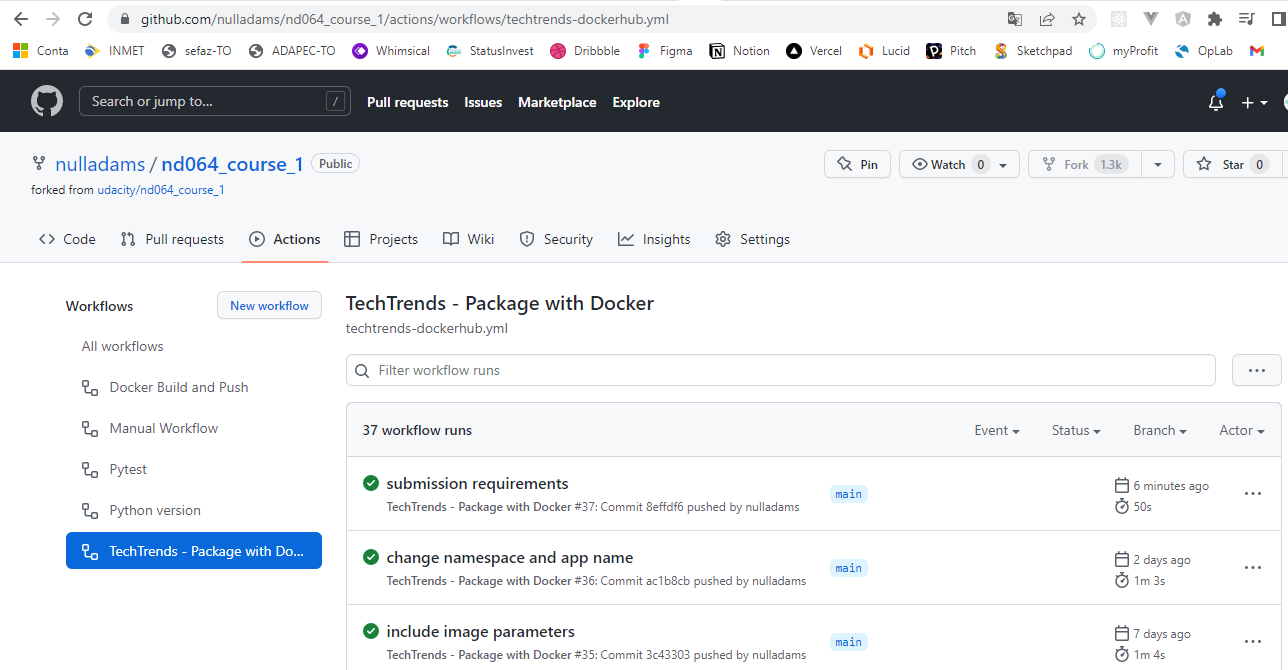 github.com/nulladams/nd064_course_1/actions/workflows/techtrends-dockerhub.yml
Conta INMET sefaz-TO ADAPEC-TO Whimsical StatusInvest Dribbble Figma Notion Vercel Lucid Pitch Sketchpad myProfit OpLab
Search or jump to... / Pull requests Issues Marketplace Explore
nulladams / nd064_course_1 Public Pin Watch 0 Fork 1.3k Star 0
forked from udacity/nd064_course_1
Code Pull requests Actions Projects Wiki Security Insights Settings
Workflows New workflow
All workflows
Docker Build and Push
Manual Workflow
Pytest
Python version
TechTrends - Package with Do...
TechTrends - Package with Docker
techtrends-dockerhub.yml
Filter workflow runs
37 workflow runs Event Status Branch Actor
submission requirements
TechTrends - Package with Docker #37: Commit 8effdf6 pushed by nulladams
main
6 minutes ago
50s
change namespace and app name
TechTrends - Package with Docker #36: Commit ac1b8cb pushed by nulladams
main
2 days ago
1m 3s
include image parameters
TechTrends - Package with Docker #35: Commit 3c43303 pushed by nulladams
main
7 days ago
1m 4s